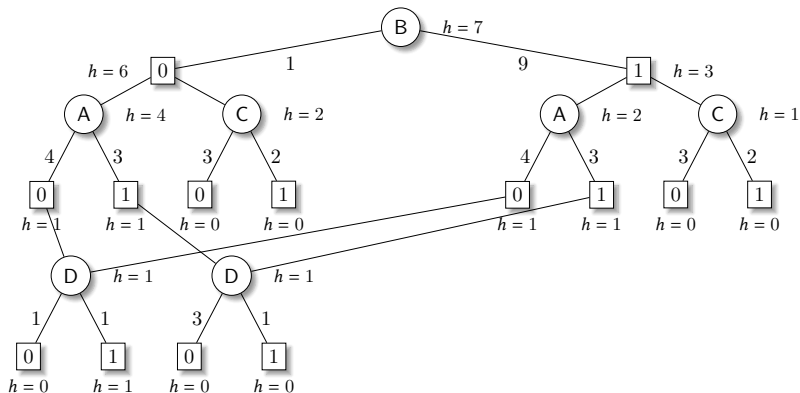 B h = 7
1 9
h = 6 0 1 h = 3
A h = 4 C h = 2 A h = 2 C h = 1
4 3 3 2 4 3 3 2
0 1 0 1 0 1 0 1
h = 1 h = 1 h = 0 h = 0 h = 1 h = 1 h = 0 h = 0
D h = 1 D h = 1
1 1 3 1
0 1 0 1
h = 0 h = 1 h = 0 h = 0